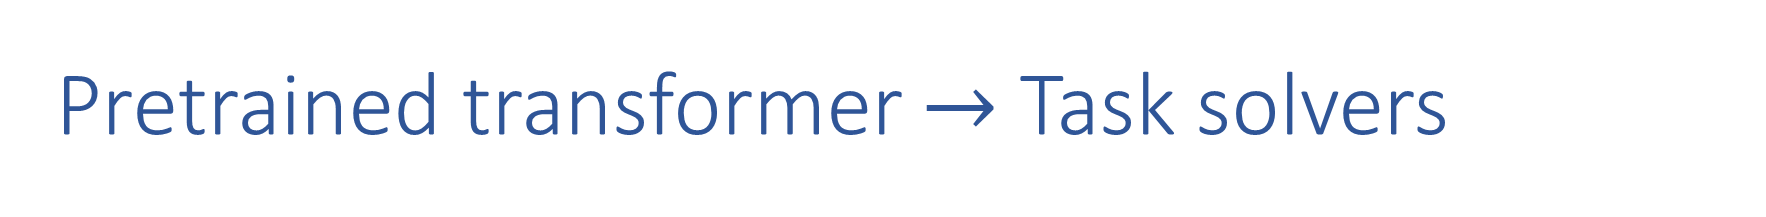 Pretrained transformer → Task solvers